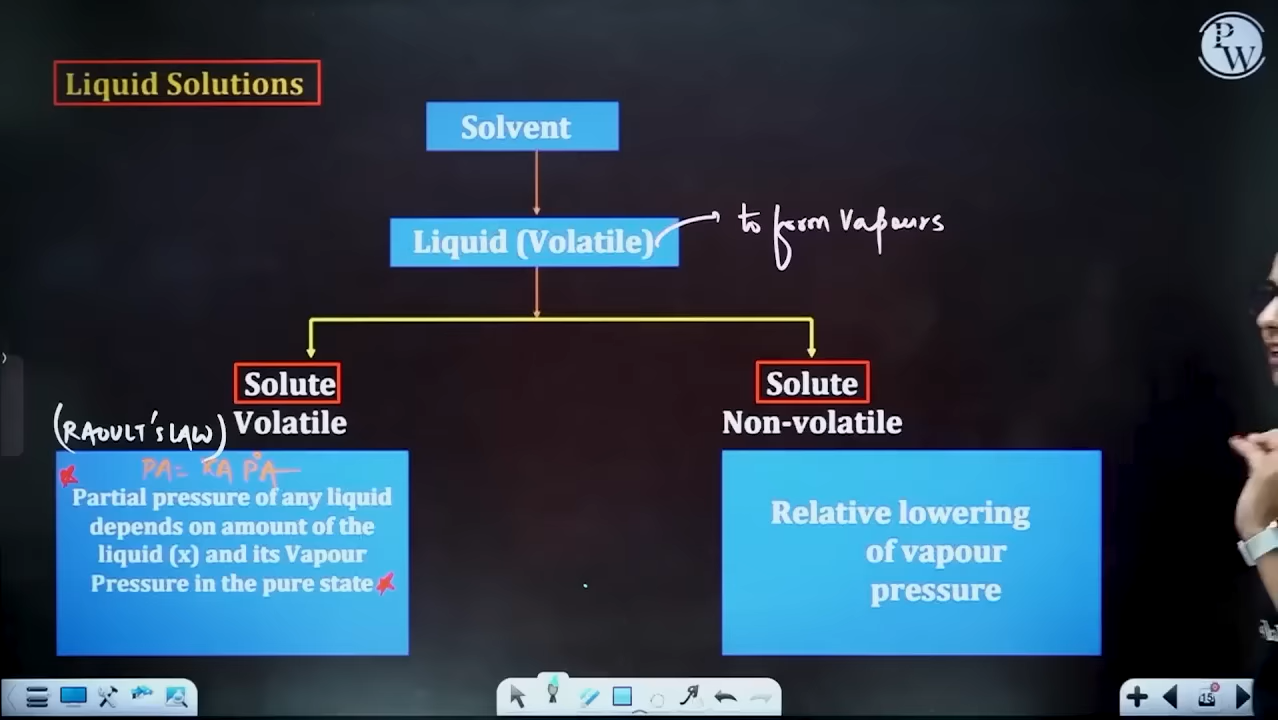 PW
Liquid Solutions
Solvent
Liquid (Volatile)
to form Vapours
Solute
Volatile
(RAOULT'S LAW)
PA = XA P°A
Partial pressure of any liquid
depends on amount of the
liquid (x) and its Vapour
Pressure in the pure state
Solute
Non-volatile
Relative lowering
of vapour
pressure
15